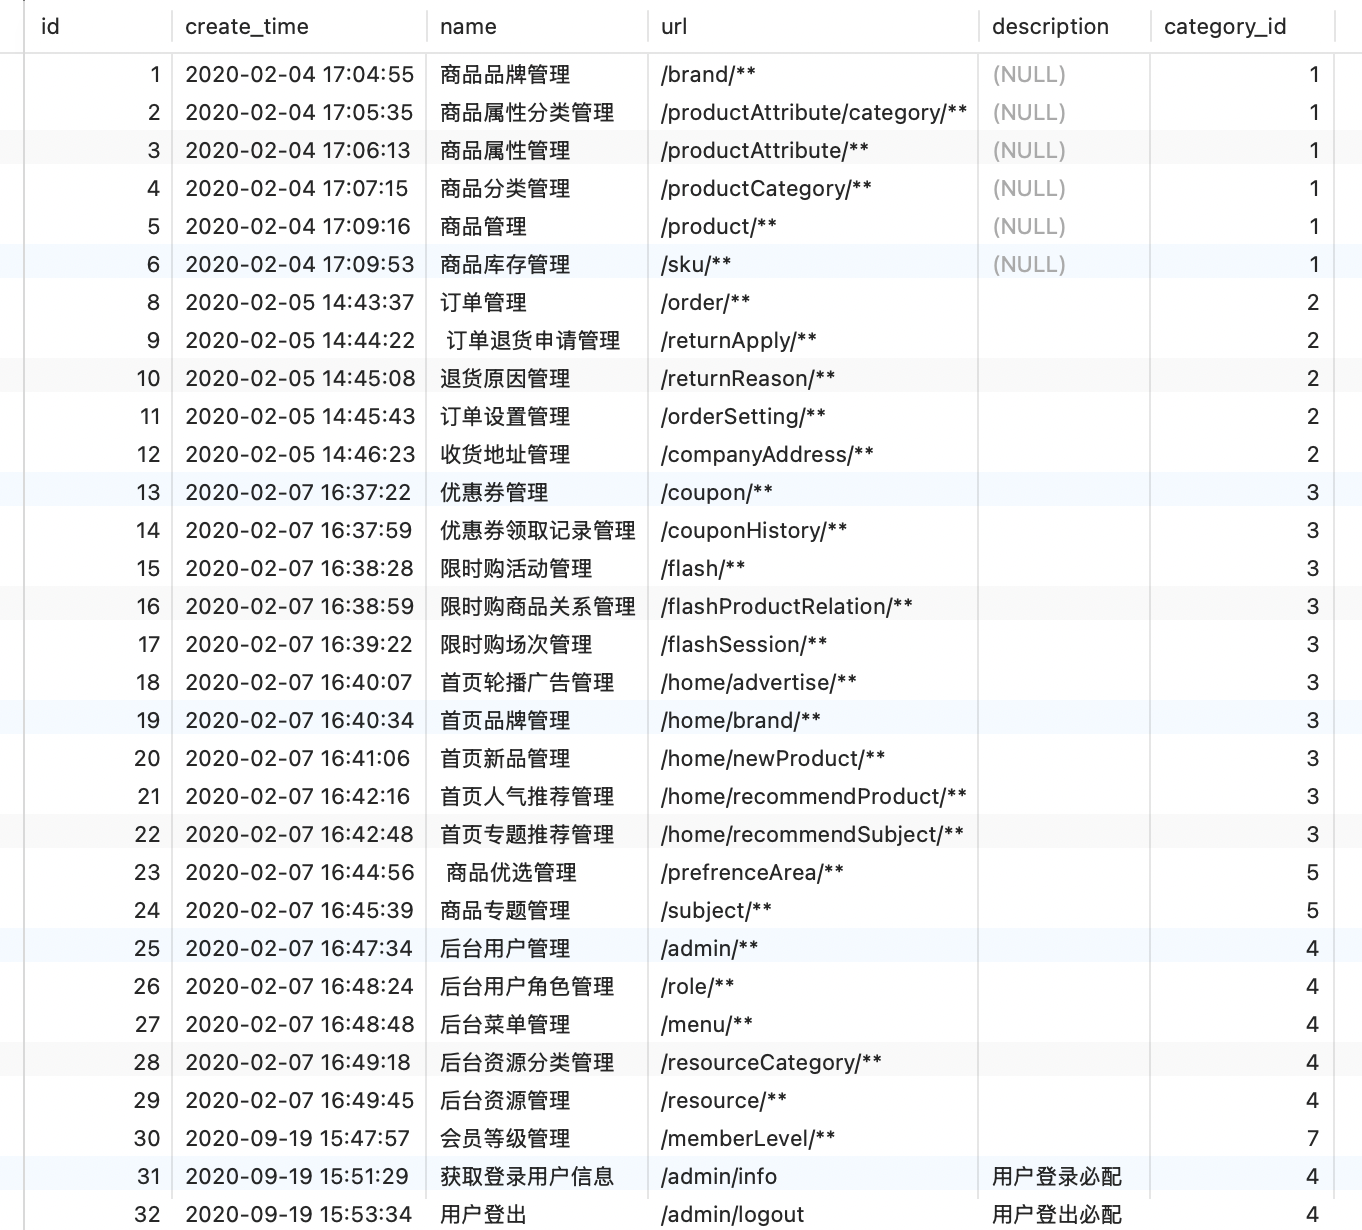 id create_time name url description category_id
1 2020-02-04 17:04:55 商品品牌管理 /brand/** (NULL) 1
2 2020-02-04 17:05:35 商品属性分类管理 /productAttribute/category/** (NULL) 1
3 2020-02-04 17:06:13 商品属性管理 /productAttribute/** (NULL) 1
4 2020-02-04 17:07:15 商品分类管理 /productCategory/** (NULL) 1
5 2020-02-04 17:09:16 商品管理 /product/** (NULL) 1
6 2020-02-04 17:09:53 商品库存管理 /sku/** (NULL) 1
8 2020-02-05 14:43:37 订单管理 /order/** 2
9 2020-02-05 14:44:22 订单退货申请管理 /returnApply/** 2
10 2020-02-05 14:45:08 退货原因管理 /returnReason/** 2
11 2020-02-05 14:45:43 订单设置管理 /orderSetting/** 2
12 2020-02-05 14:46:23 收货地址管理 /companyAddress/** 2
13 2020-02-07 16:37:22 优惠券管理 /coupon/** 3
14 2020-02-07 16:37:59 优惠券领取记录管理 /couponHistory/** 3
15 2020-02-07 16:38:28 限时购活动管理 /flash/** 3
16 2020-02-07 16:38:59 限时购商品关系管理 /flashProductRelation/** 3
17 2020-02-07 16:39:22 限时购场次管理 /flashSession/** 3
18 2020-02-07 16:40:07 首页轮播广告管理 /home/advertise/** 3
19 2020-02-07 16:40:34 首页品牌管理 /home/brand/** 3
20 2020-02-07 16:41:06 首页新品管理 /home/newProduct/** 3
21 2020-02-07 16:42:16 首页人气推荐管理 /home/recommendProduct/** 3
22 2020-02-07 16:42:48 首页专题推荐管理 /home/recommendSubject/** 3
23 2020-02-07 16:44:56 商品优选管理 /prefrenceArea/** 5
24 2020-02-07 16:45:39 商品专题管理 /subject/** 5
25 2020-02-07 16:47:34 后台用户管理 /admin/** 4
26 2020-02-07 16:48:24 后台用户角色管理 /role/** 4
27 2020-02-07 16:48:48 后台菜单管理 /menu/** 4
28 2020-02-07 16:49:18 后台资源分类管理 /resourceCategory/** 4
29 2020-02-07 16:49:45 后台资源管理 /resource/** 4
30 2020-09-19 15:47:57 会员等级管理 /memberLevel/** 7
31 2020-09-19 15:51:29 获取登录用户信息 /admin/info 用户登录必配 4
32 2020-09-19 15:53:34 用户登出 /admin/logout 用户登出必配 4